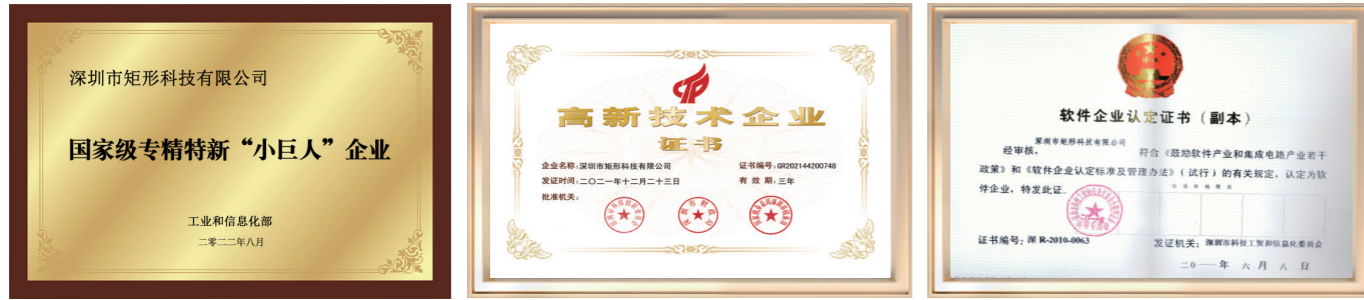 深圳市矩形科技有限公司
国家级专精特新“小巨人”企业
工业和信息化部
二零二二年八月
高新技术企业
证书
企业名称:深圳市矩形科技有限公司
证书编号:GR202144200748
发证时间:二〇二一年十二月二十三日
有效期:三年
批准机关:
软件企业认定证书(副本)
深圳市矩形科技有限公司
经审核, 符合《鼓励软件产业和集成电路产业若干
政策》和《软件企业认定标准及管理办法》(试行)的有关规定,认定为软
件企业,特发此证。
证书编号:深 R-2010-0063
发证机关:深圳市科技工贸和信息化委员会
二〇一一年 六月 八日